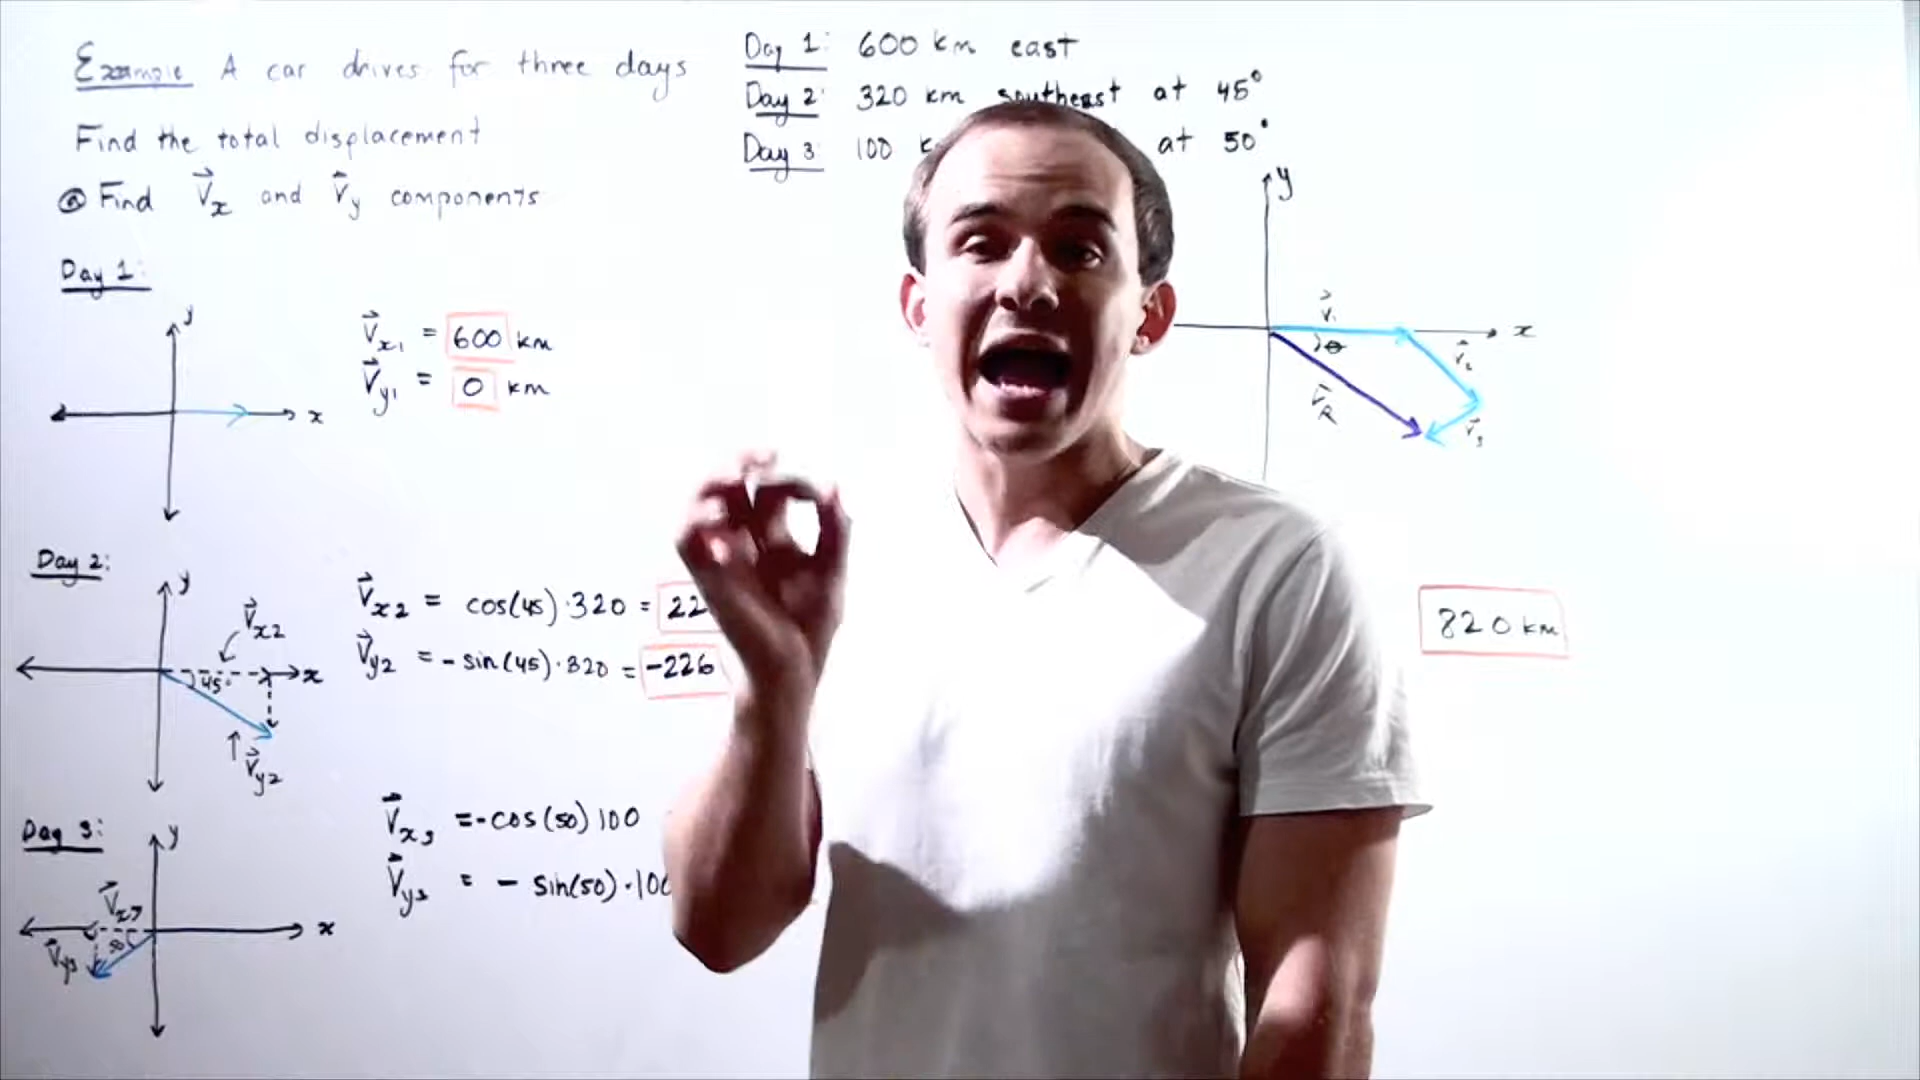 Example A car drives for three days
Find the total displacement
ⓐ Find V⃗x and V⃗y components
Day 1: 600 km east
Day 2: 320 km southeast at 45°
Day 3: 100 at 50°
Day 1:
y
x
V⃗x1 = 600 km
V⃗y1 = 0 km
Day 2:
y
V⃗x2
45°
x
V⃗y2
V⃗x2 = cos(45)·320 = 22
V⃗y2 = -sin(45)·320 = -226
Day 3:
y
V⃗x3
50
x
V⃗y3
V⃗x3 = -cos(50)100
V⃗y3 = - sin(50)·100
y
V⃗1
x
θ
V⃗2
V⃗R
V⃗3
820 km